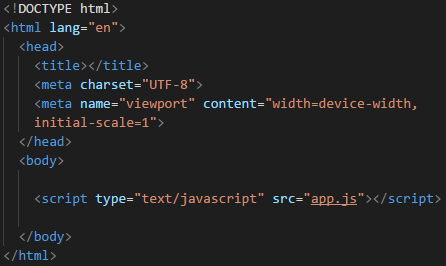 <!DOCTYPE html>
<html lang="en">
<head>
<title></title>
<meta charset="UTF-8">
<meta name="viewport" content="width=device-width,
initial-scale=1">
</head>
<body>
<script type="text/javascript" src="app.js"></script>
</body>
</html>